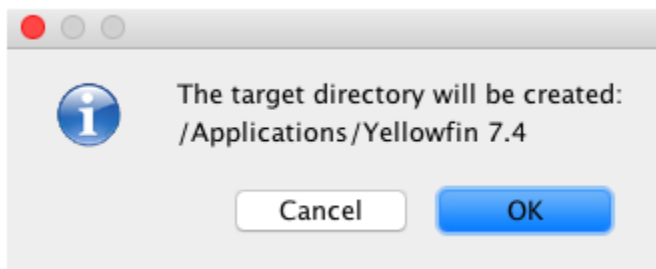 The target directory will be created:
/Applications/Yellowfin 7.4
Cancel OK